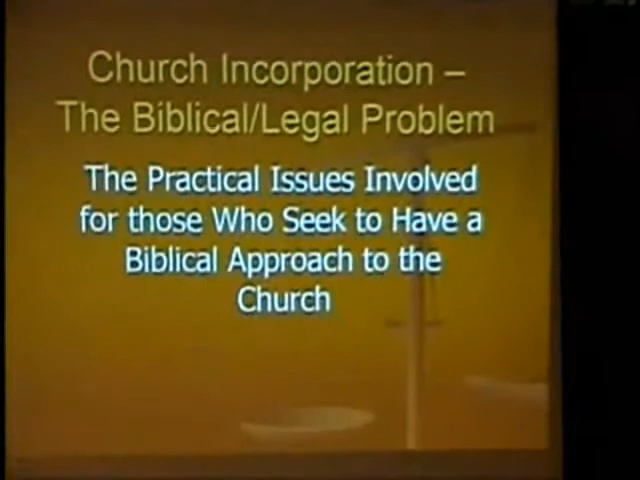 Church Incorporation –
The Biblical/Legal Problem
The Practical Issues Involved
for those Who Seek to Have a
Biblical Approach to the
Church